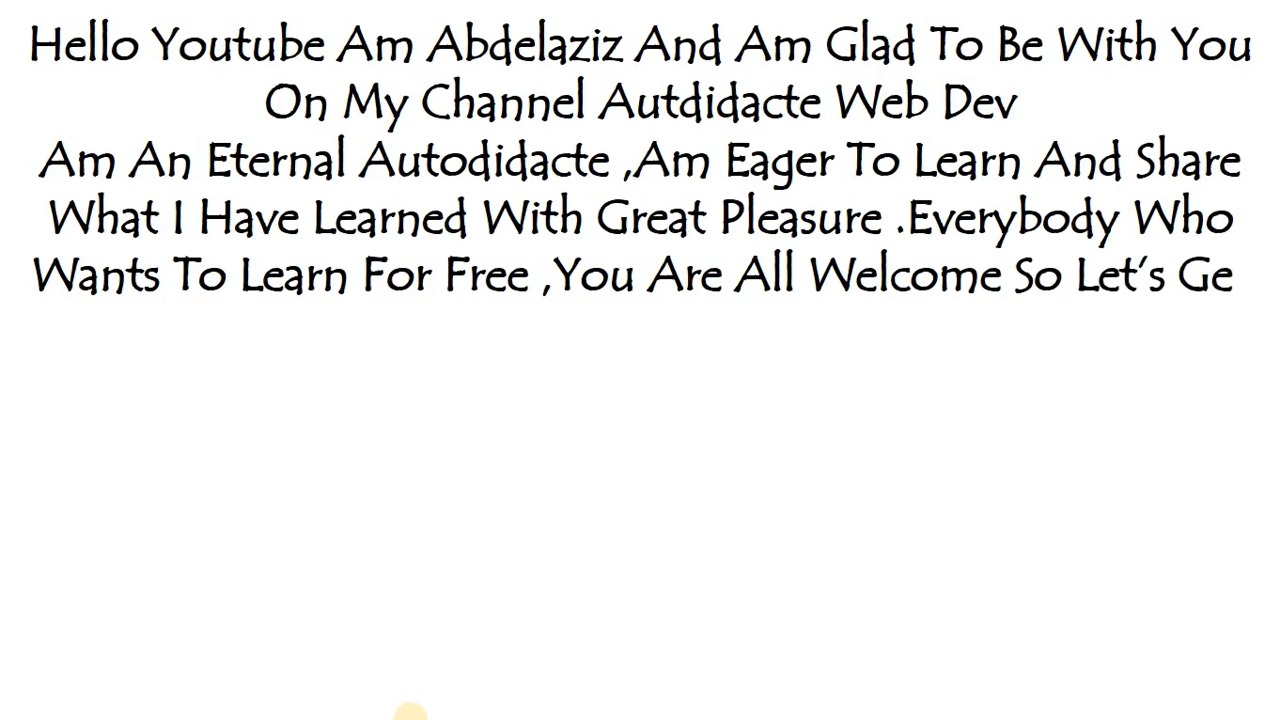 Hello Youtube Am Abdelaziz And Am Glad To Be With You
On My Channel Autdidacte Web Dev
Am An Eternal Autodidacte ,Am Eager To Learn And Share
What I Have Learned With Great Pleasure .Everybody Who
Wants To Learn For Free ,You Are All Welcome So Let's Ge